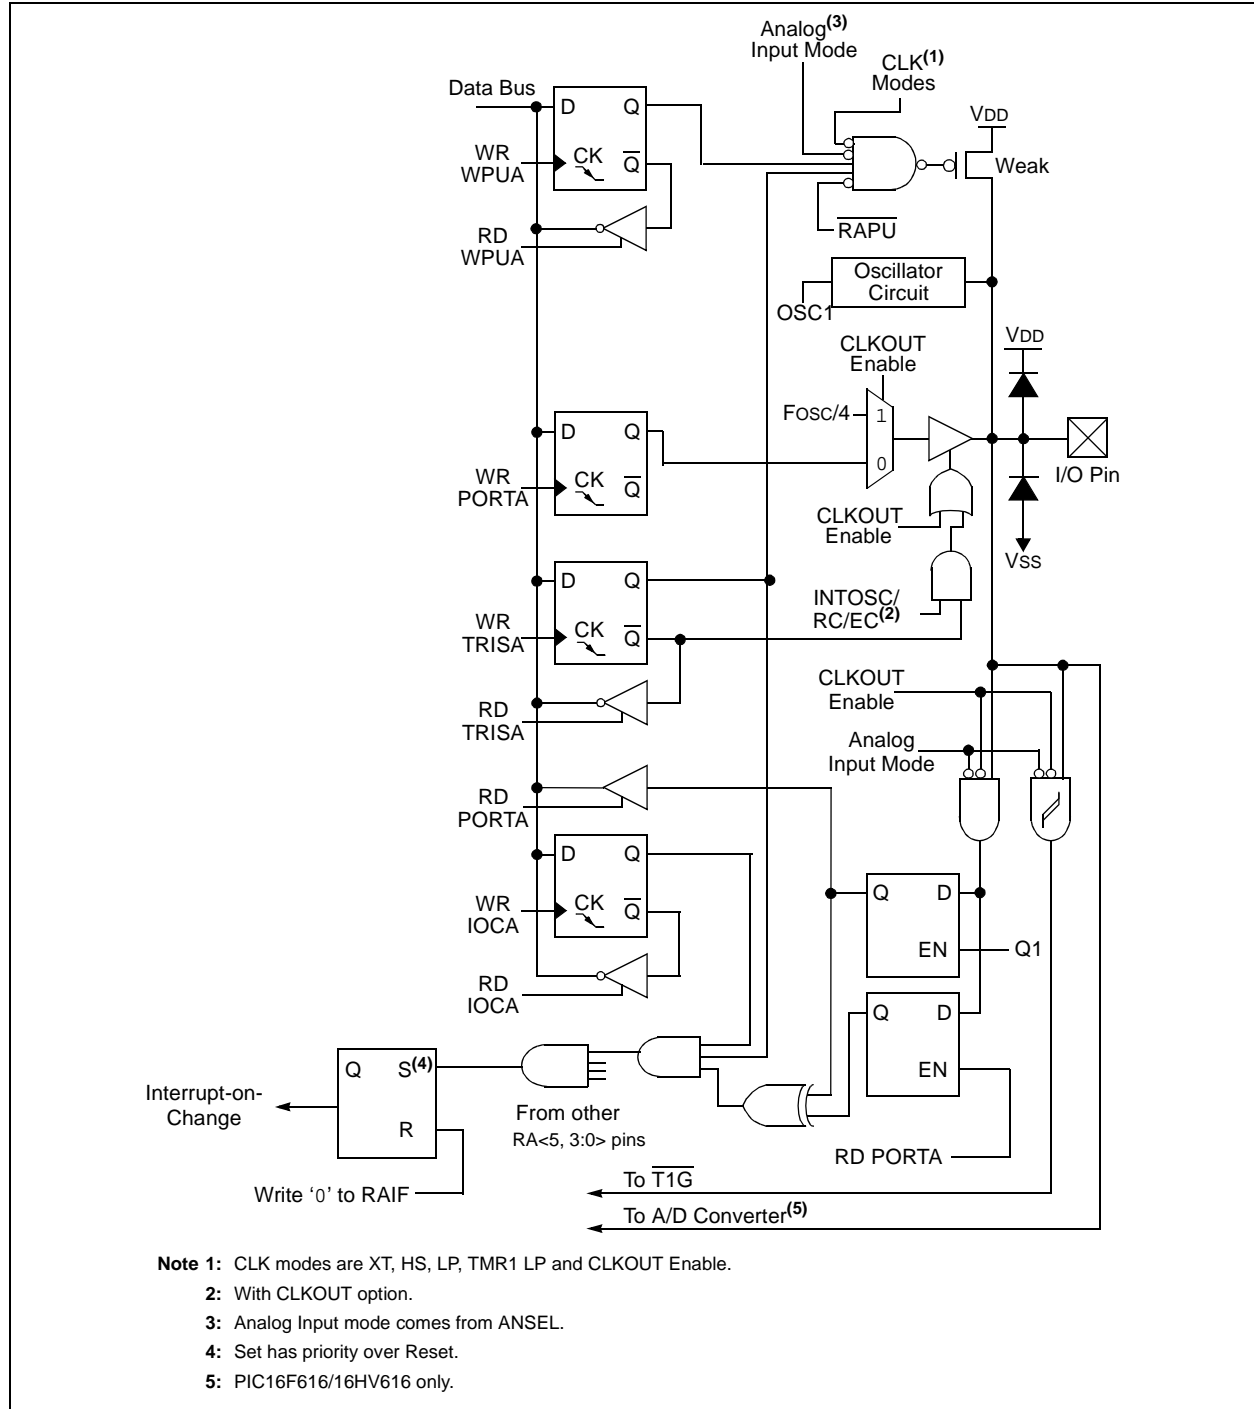 Analog(3)
Input Mode
CLK(1)
Modes
Data Bus
D Q
VDD
WR
WPUA
CK
Q
Weak
RD
WPUA
RAPU
Oscillator
Circuit
OSC1
CLKOUT
Enable
VDD
FOSC/4
1
D Q
0
WR
PORTA
CK
Q
I/O Pin
CLKOUT
Enable
VSS
D Q
INTOSC/
RC/EC(2)
WR
TRISA
CK
Q
CLKOUT
Enable
RD
TRISA
Analog
Input Mode
RD
PORTA
D Q
Q D
WR
IOCA
CK
Q
EN
Q1
RD
IOCA
Q D
EN
Q S(4)
R
Interrupt-on-
Change
From other
RA<5, 3:0> pins
RD PORTA
Write ‘0’ to RAIF
To T1G
To A/D Converter(5)
Note 1: CLK modes are XT, HS, LP, TMR1 LP and CLKOUT Enable.
2: With CLKOUT option.
3: Analog Input mode comes from ANSEL.
4: Set has priority over Reset.
5: PIC16F616/16HV616 only.